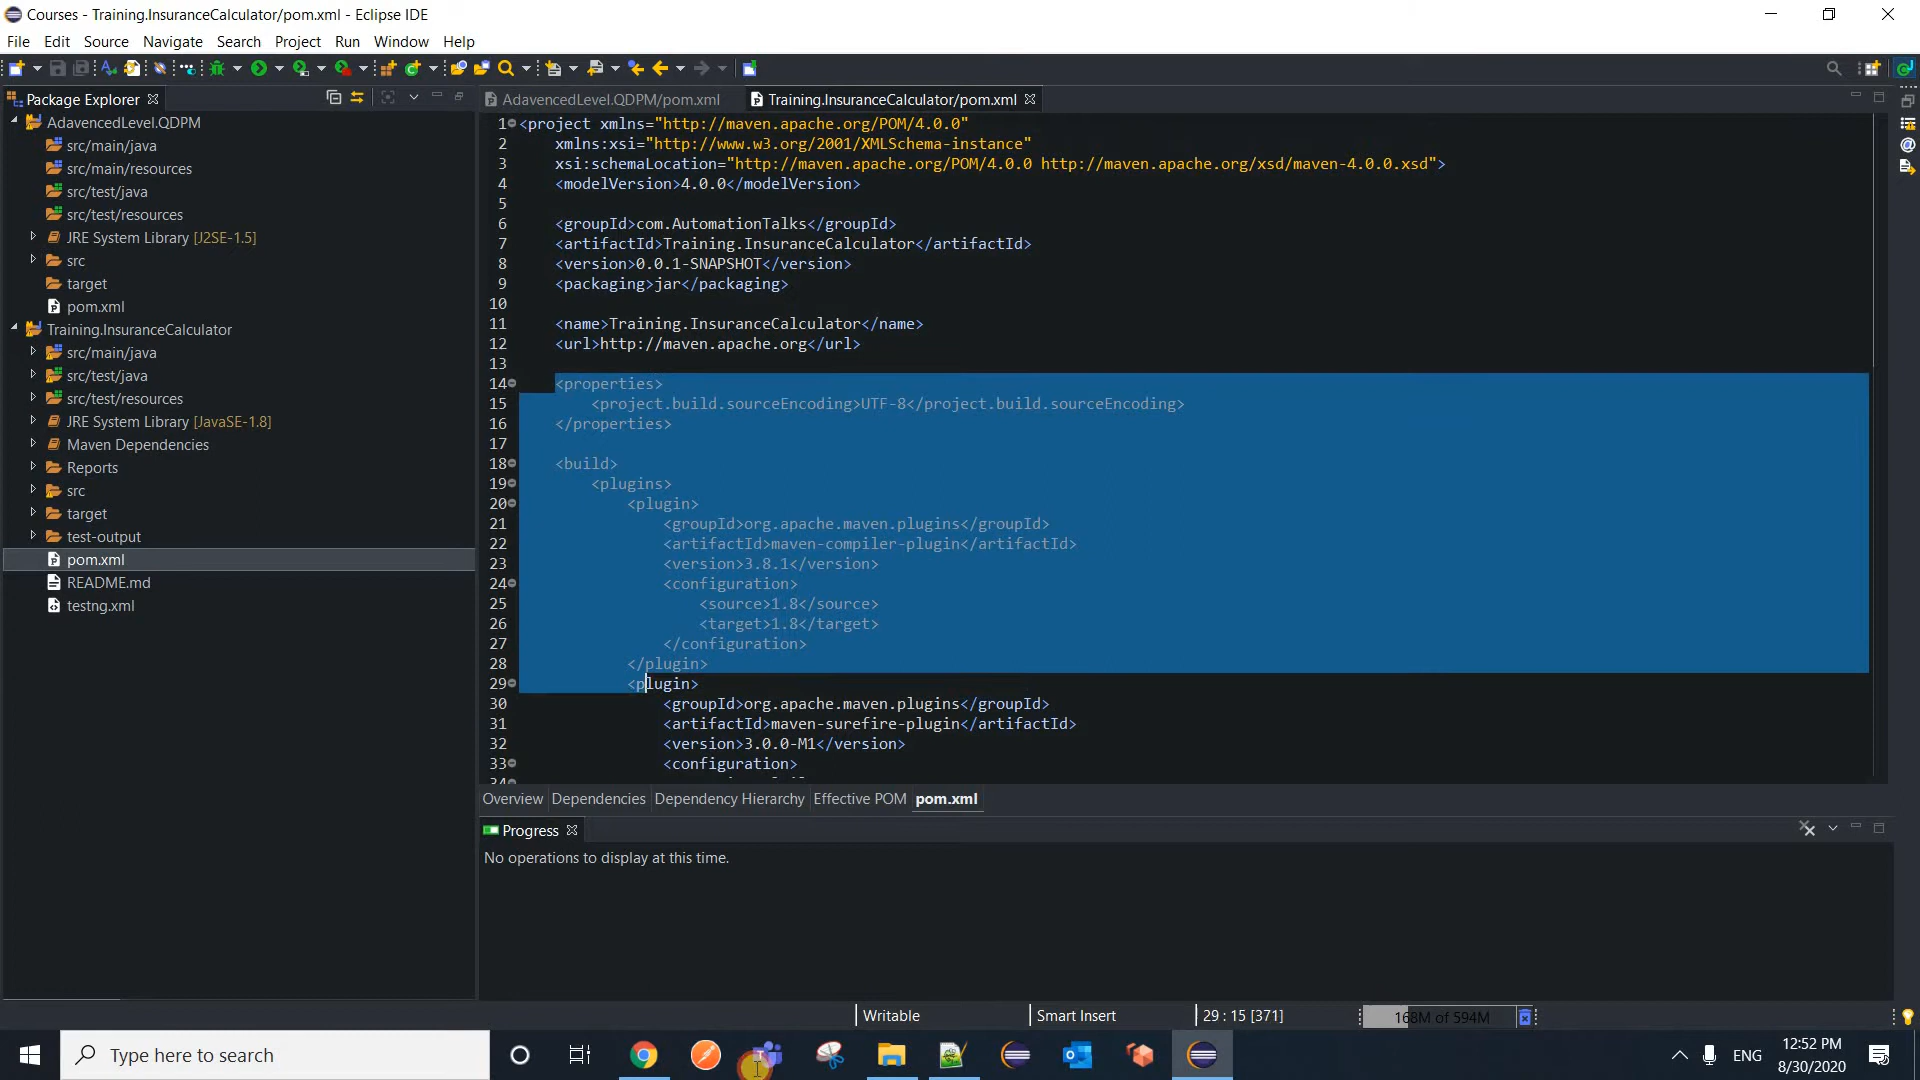 Courses - Training.InsuranceCalculator/pom.xml - Eclipse IDE
File Edit Source Navigate Search Project Run Window Help
Package Explorer
AdavencedLevel.QDPM
src/main/java
src/main/resources
src/test/java
src/test/resources
JRE System Library [J2SE-1.5]
src
target
pom.xml
Training.InsuranceCalculator
src/main/java
src/test/java
src/test/resources
JRE System Library [JavaSE-1.8]
Maven Dependencies
Reports
src
target
test-output
pom.xml
README.md
testng.xml
AdavencedLevel.QDPM/pom.xml Training.InsuranceCalculator/pom.xml
1 <project xmlns="http://maven.apache.org/POM/4.0.0"
2 xmlns:xsi="http://www.w3.org/2001/XMLSchema-instance"
3 xsi:schemaLocation="http://maven.apache.org/POM/4.0.0 http://maven.apache.org/xsd/maven-4.0.0.xsd">
4 <modelVersion>4.0.0</modelVersion>
5
6 <groupId>com.AutomationTalks</groupId>
7 <artifactId>Training.InsuranceCalculator</artifactId>
8 <version>0.0.1-SNAPSHOT</version>
9 <packaging>jar</packaging>
10
11 <name>Training.InsuranceCalculator</name>
12 <url>http://maven.apache.org</url>
13
14 <properties>
15 <project.build.sourceEncoding>UTF-8</project.build.sourceEncoding>
16 </properties>
17
18 <build>
19 <plugins>
20 <plugin>
21 <groupId>org.apache.maven.plugins</groupId>
22 <artifactId>maven-compiler-plugin</artifactId>
23 <version>3.8.1</version>
24 <configuration>
25 <source>1.8</source>
26 <target>1.8</target>
27 </configuration>
28 </plugin>
29 <plugin>
30 <groupId>org.apache.maven.plugins</groupId>
31 <artifactId>maven-surefire-plugin</artifactId>
32 <version>3.0.0-M1</version>
33 <configuration>
34
Overview Dependencies Dependency Hierarchy Effective POM pom.xml
Progress
No operations to display at this time.
Writable Smart Insert 29 : 15 [371] 168M of 594M
Type here to search
ENG
12:52 PM
8/30/2020